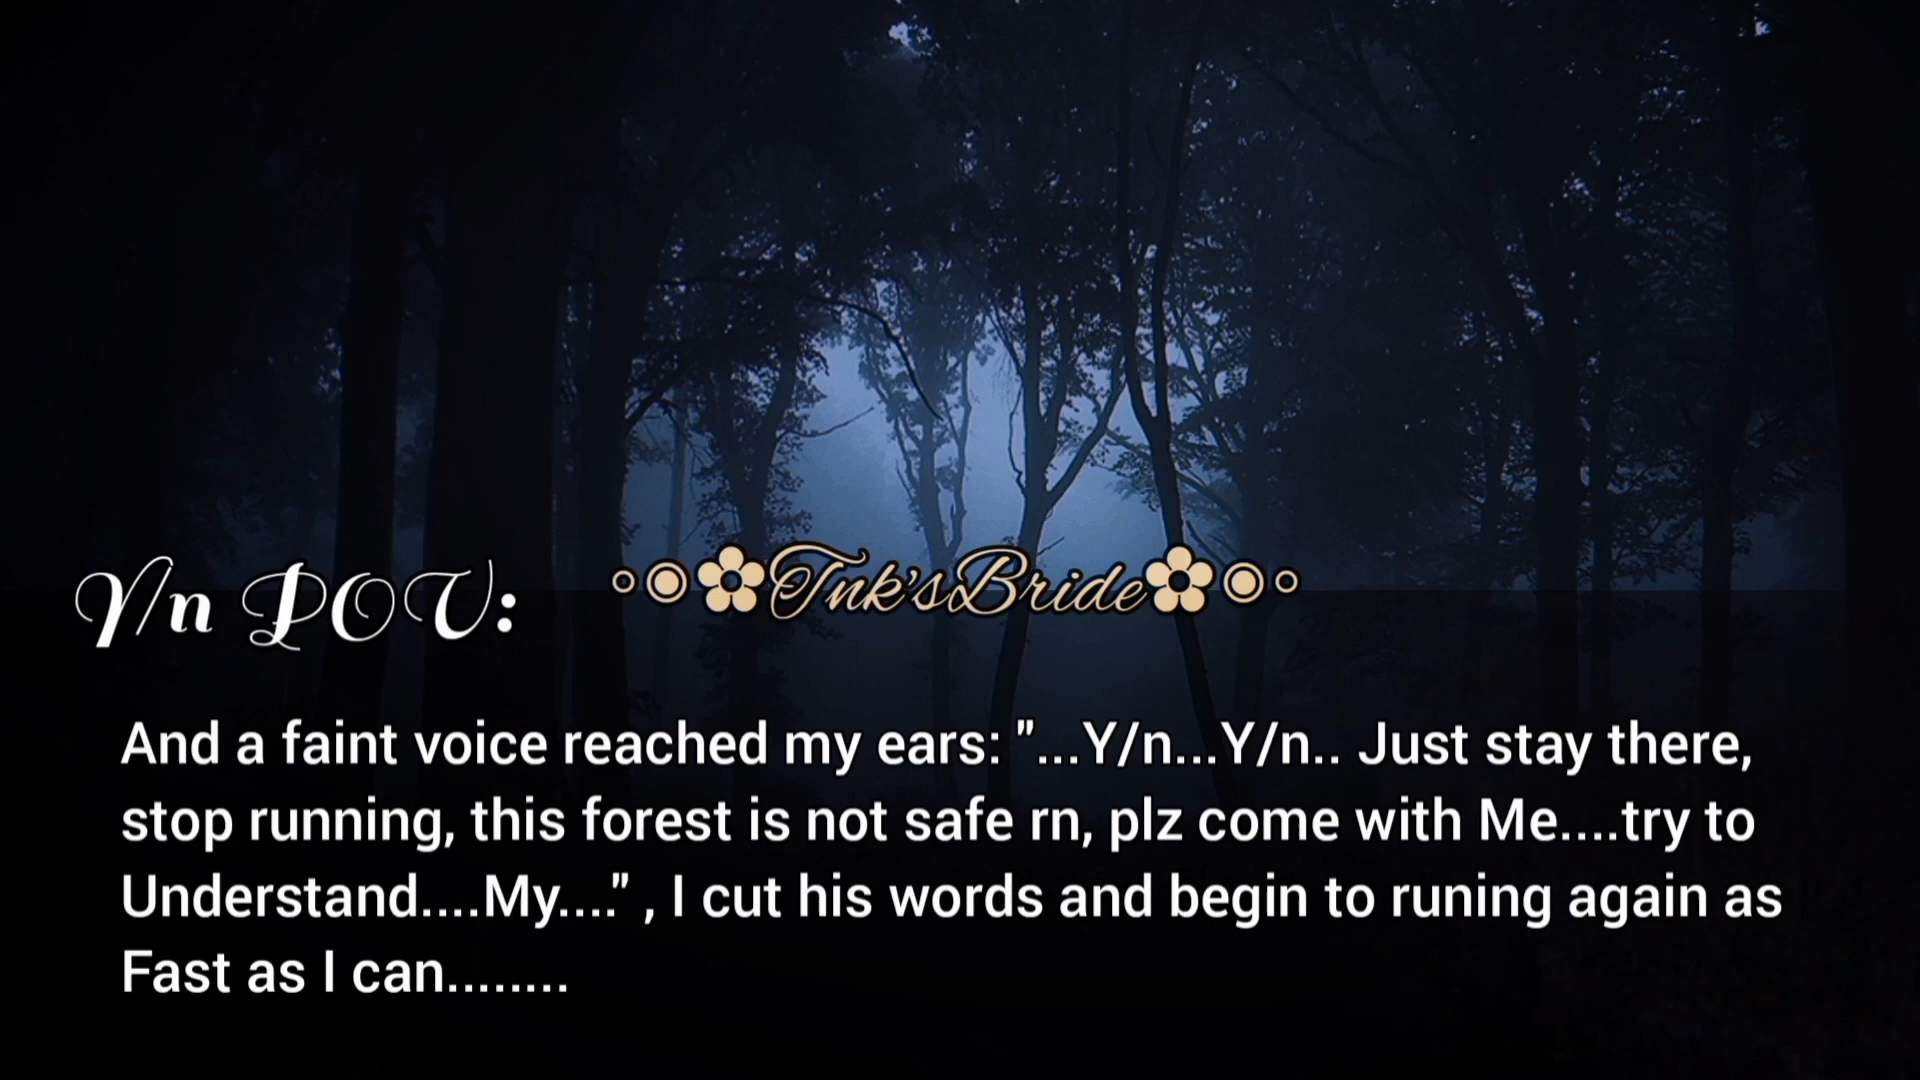 Y/n POV:
Tnk'sBride
And a faint voice reached my ears: "...Y/n...Y/n.. Just stay there,
stop running, this forest is not safe rn, plz come with Me....try to
Understand....My....", I cut his words and begin to runing again as
Fast as I can........